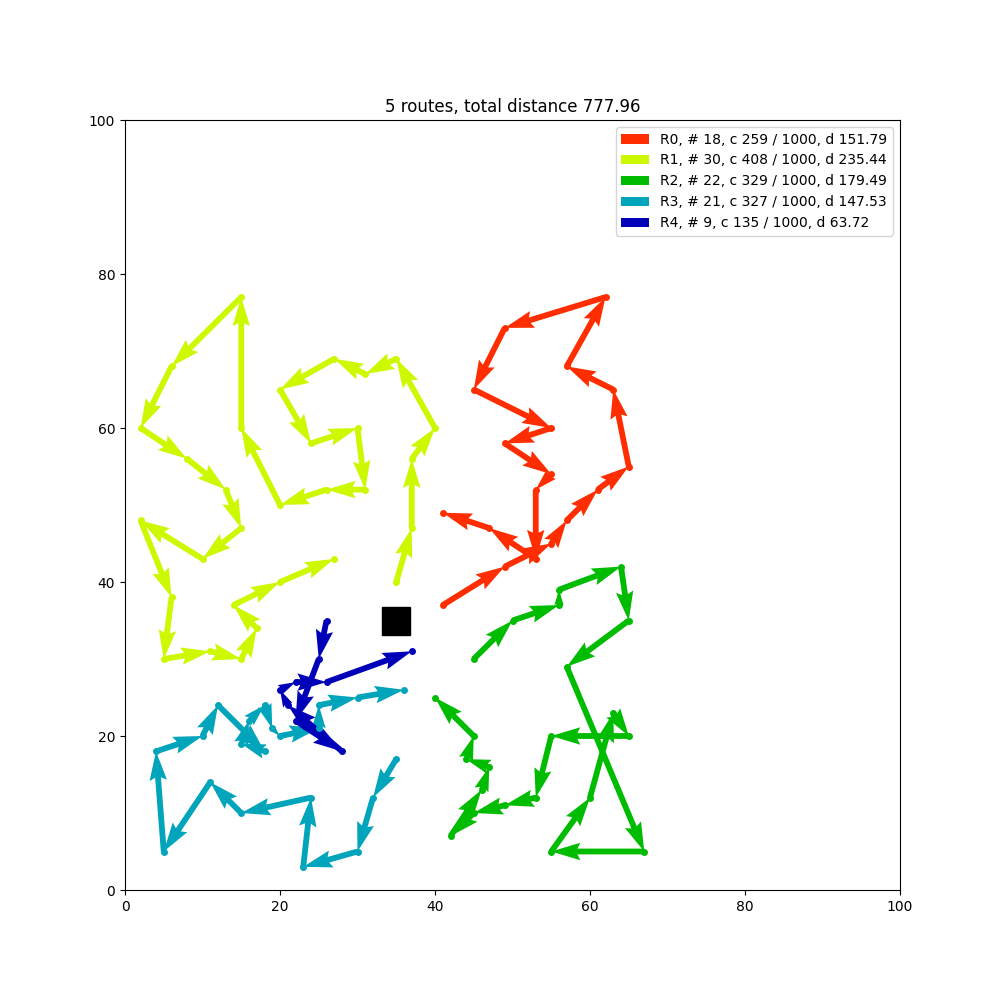 5 routes, total distance 777.96
R0, # 18, c 259 / 1000, d 151.79
R1, # 30, c 408 / 1000, d 235.44
R2, # 22, c 329 / 1000, d 179.49
R3, # 21, c 327 / 1000, d 147.53
R4, # 9, c 135 / 1000, d 63.72
100
80
60
40
20
0
0 20 40 60 80 100